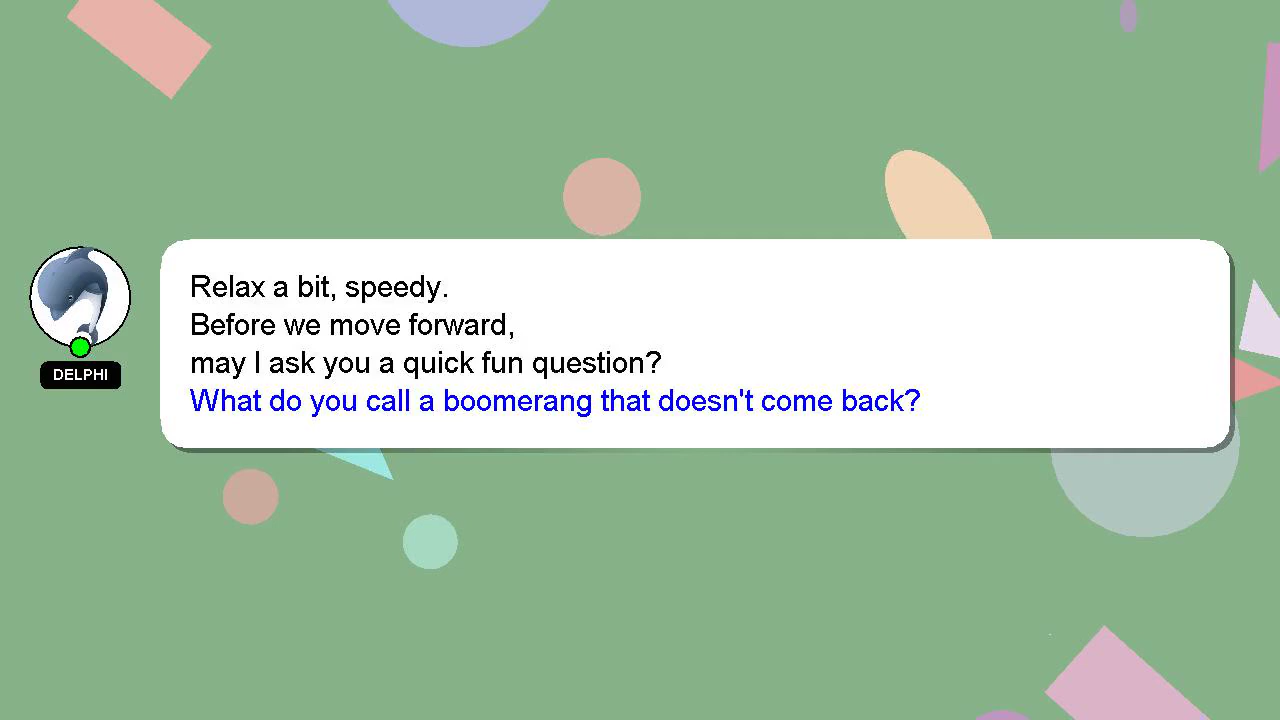 Relax a bit, speedy.
Before we move forward,
may I ask you a quick fun question?
What do you call a boomerang that doesn't come back?
DELPHI